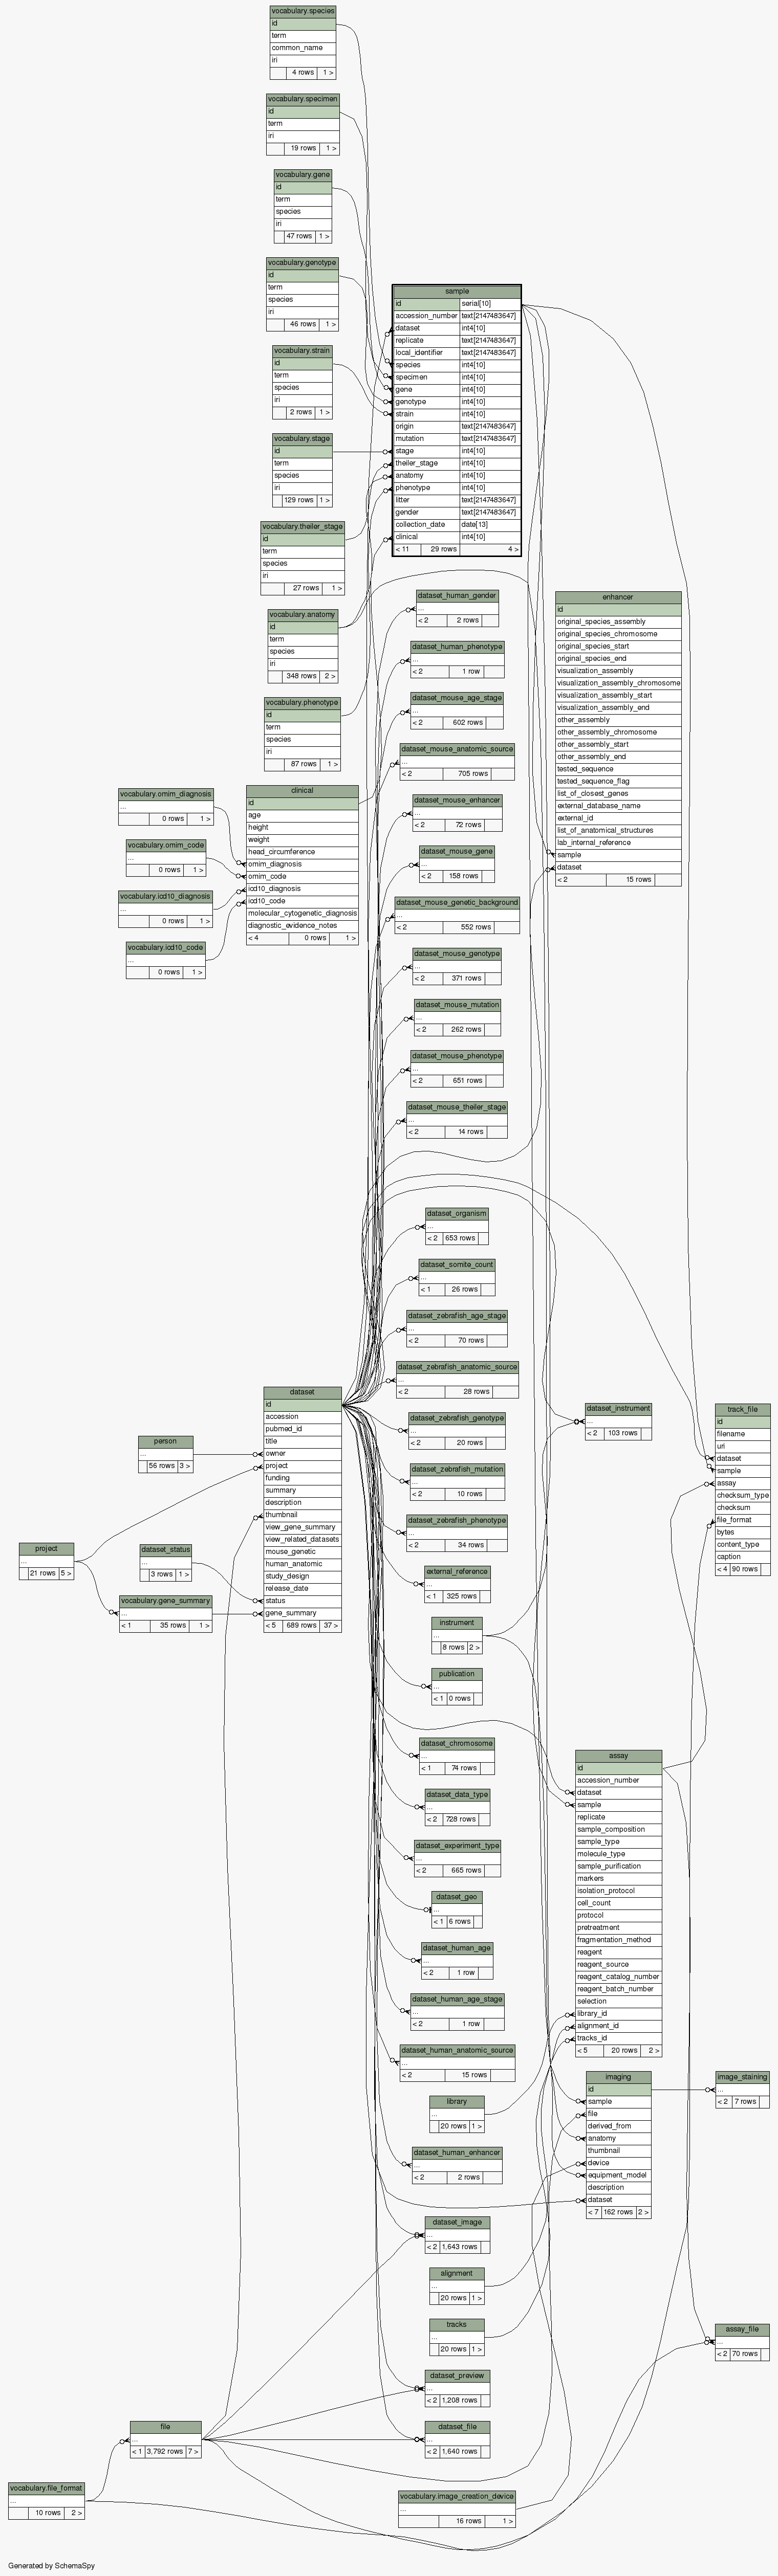 vocabulary.species
id
term
common_name
iri
4 rows 1 >
vocabulary.specimen
id
term
iri
19 rows 1 >
vocabulary.gene
id
term
species
iri
47 rows 1 >
vocabulary.genotype
id
term
species
iri
46 rows 1 >
vocabulary.strain
id
term
species
iri
2 rows 1 >
vocabulary.stage
id
term
species
iri
129 rows 1 >
vocabulary.theiler_stage
id
term
species
iri
27 rows 1 >
vocabulary.anatomy
id
term
species
iri
348 rows 2 >
vocabulary.phenotype
id
term
species
iri
87 rows 1 >
sample
id serial[10]
accession_number text[2147483647]
dataset int4[10]
replicate text[2147483647]
local_identifier text[2147483647]
species int4[10]
specimen int4[10]
gene int4[10]
genotype int4[10]
strain int4[10]
origin text[2147483647]
mutation text[2147483647]
stage int4[10]
theiler_stage int4[10]
anatomy int4[10]
phenotype int4[10]
litter text[2147483647]
gender text[2147483647]
collection_date date[13]
clinical int4[10]
< 11 29 rows 4 >
enhancer
id
original_species_assembly
original_species_chromosome
original_species_start
original_species_end
visualization_assembly
visualization_assembly_chromosome
visualization_assembly_start
visualization_assembly_end
other_assembly
other_assembly_chromosome
other_assembly_start
other_assembly_end
tested_sequence
tested_sequence_flag
list_of_closest_genes
external_database_name
external_id
list_of_anatomical_structures
lab_internal_reference
sample
dataset
< 2 15 rows
vocabulary.omim_diagnosis
...
0 rows 1 >
vocabulary.omim_code
...
0 rows 1 >
vocabulary.icd10_diagnosis
...
0 rows 1 >
vocabulary.icd10_code
...
0 rows 1 >
clinical
id
age
height
weight
head_circumference
omim_diagnosis
omim_code
icd10_diagnosis
icd10_code
molecular_cytogenetic_diagnosis
diagnostic_evidence_notes
< 4 0 rows 1 >
dataset_human_gender
...
< 2 2 rows
dataset_human_phenotype
...
< 2 1 row
dataset_mouse_age_stage
...
< 2 602 rows
dataset_mouse_anatomic_source
...
< 2 705 rows
dataset_mouse_enhancer
...
< 2 72 rows
dataset_mouse_gene
...
< 2 158 rows
dataset_mouse_genetic_background
...
< 2 552 rows
dataset_mouse_genotype
...
< 2 371 rows
dataset_mouse_mutation
...
< 2 262 rows
dataset_mouse_phenotype
...
< 2 651 rows
dataset_mouse_theiler_stage
...
< 2 14 rows
dataset_organism
...
< 2 653 rows
dataset_somite_count
...
< 1 26 rows
dataset_zebrafish_age_stage
...
< 2 70 rows
dataset_zebrafish_anatomic_source
...
< 2 28 rows
dataset_zebrafish_genotype
...
< 2 20 rows
dataset_zebrafish_mutation
...
< 2 10 rows
dataset_zebrafish_phenotype
...
< 2 34 rows
external_reference
...
< 1 325 rows
instrument
...
8 rows 2 >
publication
...
< 1 0 rows
dataset_chromosome
...
< 1 74 rows
dataset_data_type
...
< 2 728 rows
dataset_experiment_type
...
< 2 665 rows
dataset_geo
...
< 1 6 rows
dataset_human_age
...
< 2 1 row
dataset_human_age_stage
...
< 2 1 row
dataset_human_anatomic_source
...
< 2 15 rows
library
...
20 rows 1 >
dataset_human_enhancer
...
< 2 2 rows
dataset_image
...
< 2 1,643 rows
alignment
...
20 rows 1 >
tracks
...
20 rows 1 >
dataset_preview
...
< 2 1,208 rows
dataset_file
...
< 2 1,640 rows
vocabulary.image_creation_device
...
16 rows 1 >
dataset
id
accession
pubmed_id
title
owner
project
funding
summary
description
thumbnail
view_gene_summary
view_related_datasets
mouse_genetic
human_anatomic
study_design
release_date
status
gene_summary
< 5 689 rows 37 >
person
...
56 rows 3 >
project
...
21 rows 5 >
dataset_status
...
3 rows 1 >
vocabulary.gene_summary
...
< 1 35 rows 1 >
dataset_instrument
...
< 2 103 rows
track_file
id
filename
uri
dataset
sample
assay
checksum_type
checksum
file_format
bytes
content_type
caption
< 4 90 rows
assay
id
accession_number
dataset
sample
replicate
sample_composition
sample_type
molecule_type
sample_purification
markers
isolation_protocol
cell_count
protocol
pretreatment
fragmentation_method
reagent
reagent_source
reagent_catalog_number
reagent_batch_number
selection
library_id
alignment_id
tracks_id
< 5 20 rows 2 >
imaging
id
sample
file
derived_from
anatomy
thumbnail
device
equipment_model
description
dataset
< 7 162 rows 2 >
image_staining
...
< 2 7 rows
assay_file
...
< 2 70 rows
file
...
< 1 3,792 rows 7 >
vocabulary.file_format
...
10 rows 2 >
Generated by SchemaSpy